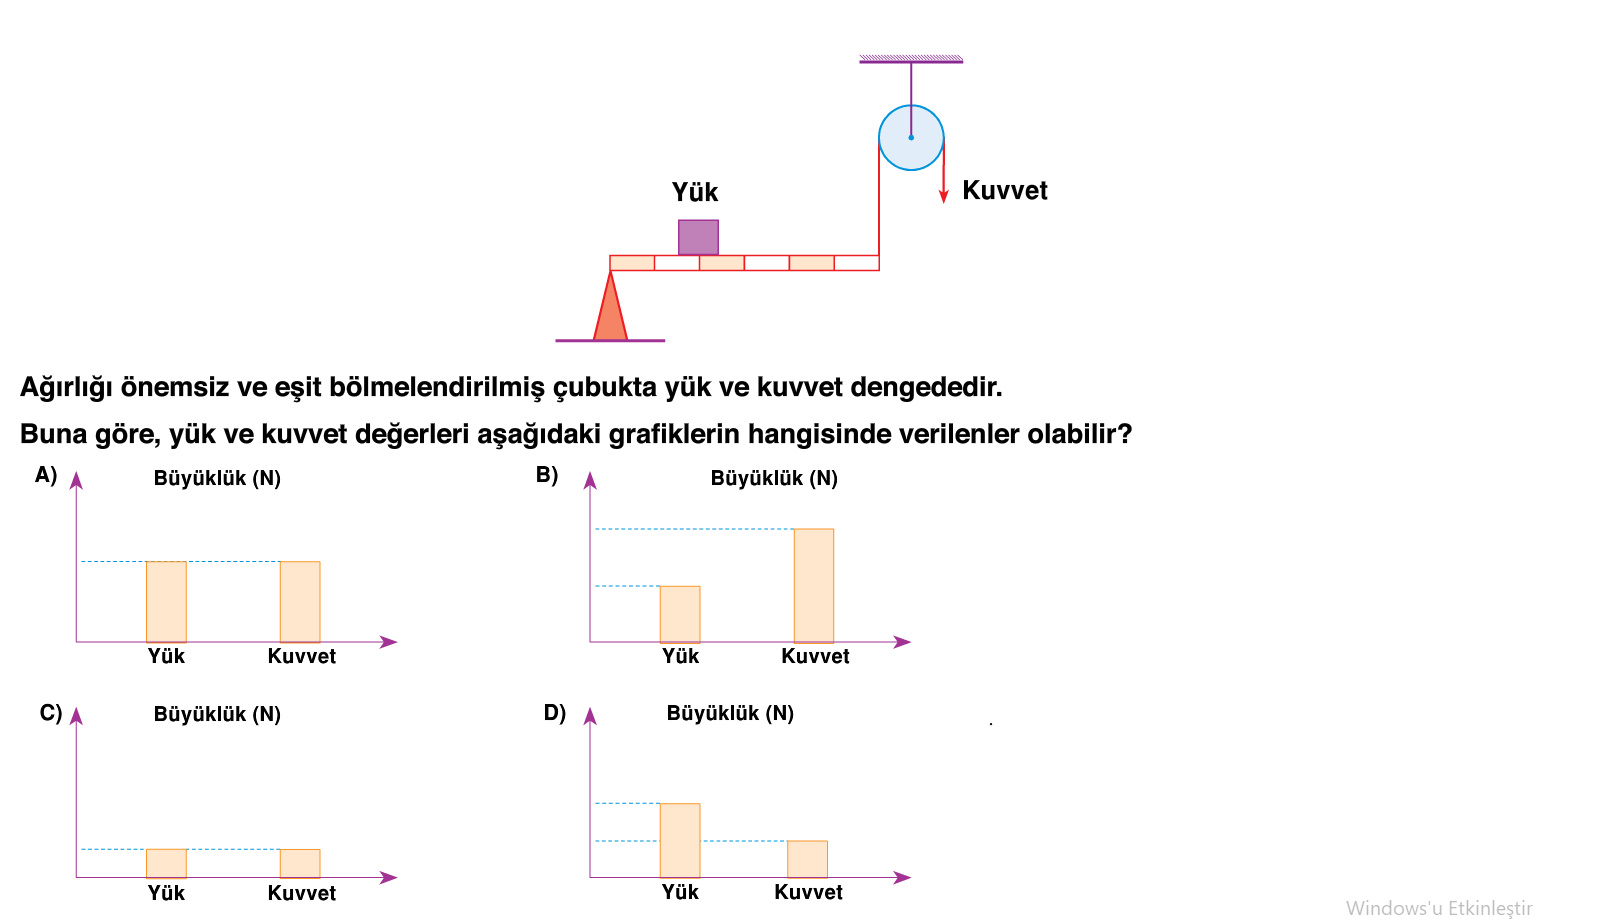 Yük
Kuvvet
Ağırlığı önemsiz ve eşit bölmelendirilmiş çubukta yük ve kuvvet dengededir.
Buna göre, yük ve kuvvet değerleri aşağıdaki grafiklerin hangisinde verilenler olabilir?
A) Büyüklük (N)
Yük Kuvvet
B) Büyüklük (N)
Yük Kuvvet
C) Büyüklük (N)
Yük Kuvvet
D) Büyüklük (N)
Yük Kuvvet
Windows'u Etkinleştir